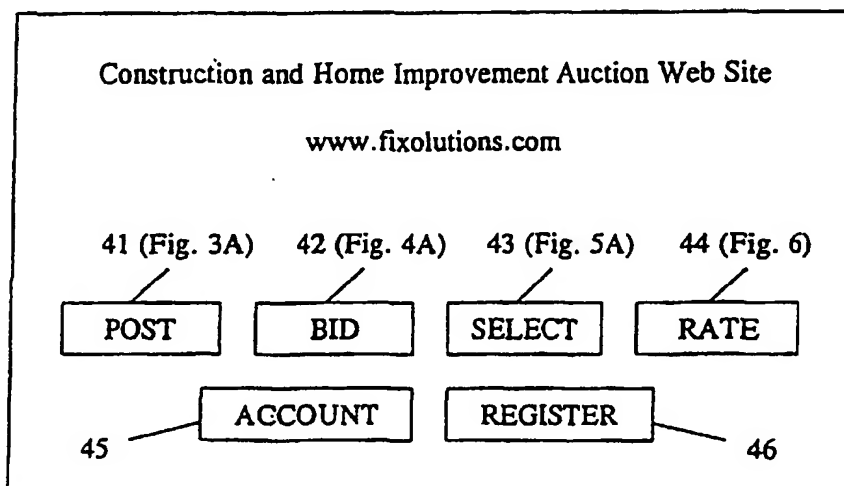 Construction and Home Improvement Auction Web Site
www.fixolutions.com
41 (Fig. 3A) 42 (Fig. 4A) 43 (Fig. 5A) 44 (Fig. 6)
POST BID SELECT RATE
ACCOUNT REGISTER
45 46